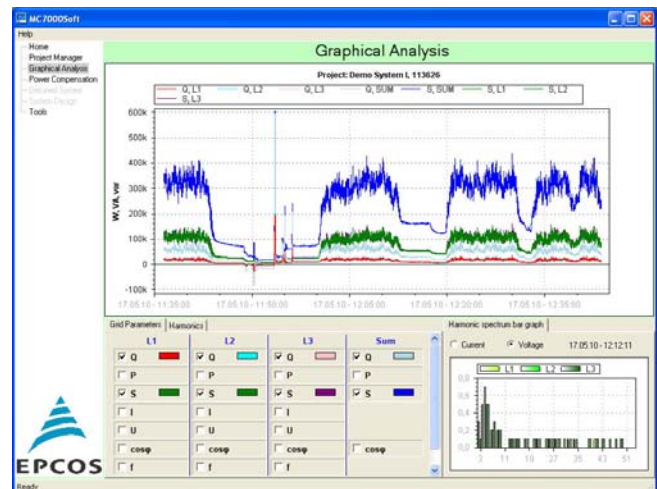 MC7000Soft
Help
Home
Project Manager
Graphical Analysis
Power Compensation
System Design
Tools
Graphical Analysis
Project: Demo System I, 113626
Q, L1 Q, L2 Q, L3 Q, SUM S, SUM S, L1 S, L2
S, L3
600k
500k
400k
300k
200k
100k
0
-100k
W, VA, var
17.05.10 - 11:35:00 17.05.10 - 11:50:00 17.05.10 - 12:05:00 17.05.10 - 12:20:00 17.05.10 - 12:35:00
Grid Parameters Harmonics
L1 L2 L3 Sum
Q Q Q Q
P P P P
S S S S
I I I
U U U
cosφ cosφ cosφ cosφ
f f f
Harmonic spectrum bar graph
Current Voltage 17.05.10 - 12:12:11
L1 L2 L3
0,8
0,6
0,4
0,2
0,0
3 11 19 27 35 43 51
EPCOS
Ready